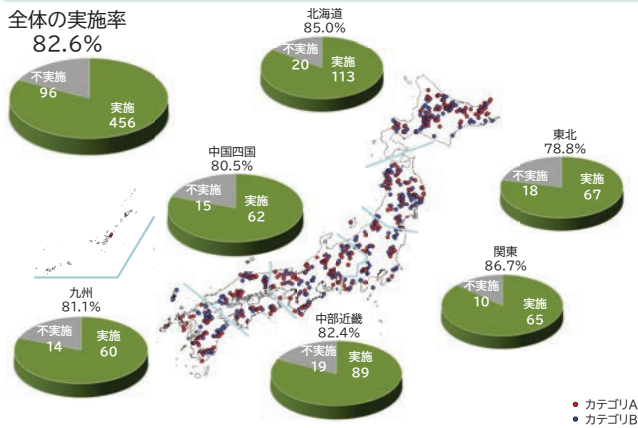 全体の実施率
82.6%
不実施
96
実施
456
北海道
85.0%
不実施
20
実施
113
中国四国
80.5%
不実施
15
実施
62
東北
78.8%
不実施
18
実施
67
関東
86.7%
不実施
10
実施
65
九州
81.1%
不実施
14
実施
60
中部近畿
82.4%
不実施
19
実施
89
カテゴリA
カテゴリB